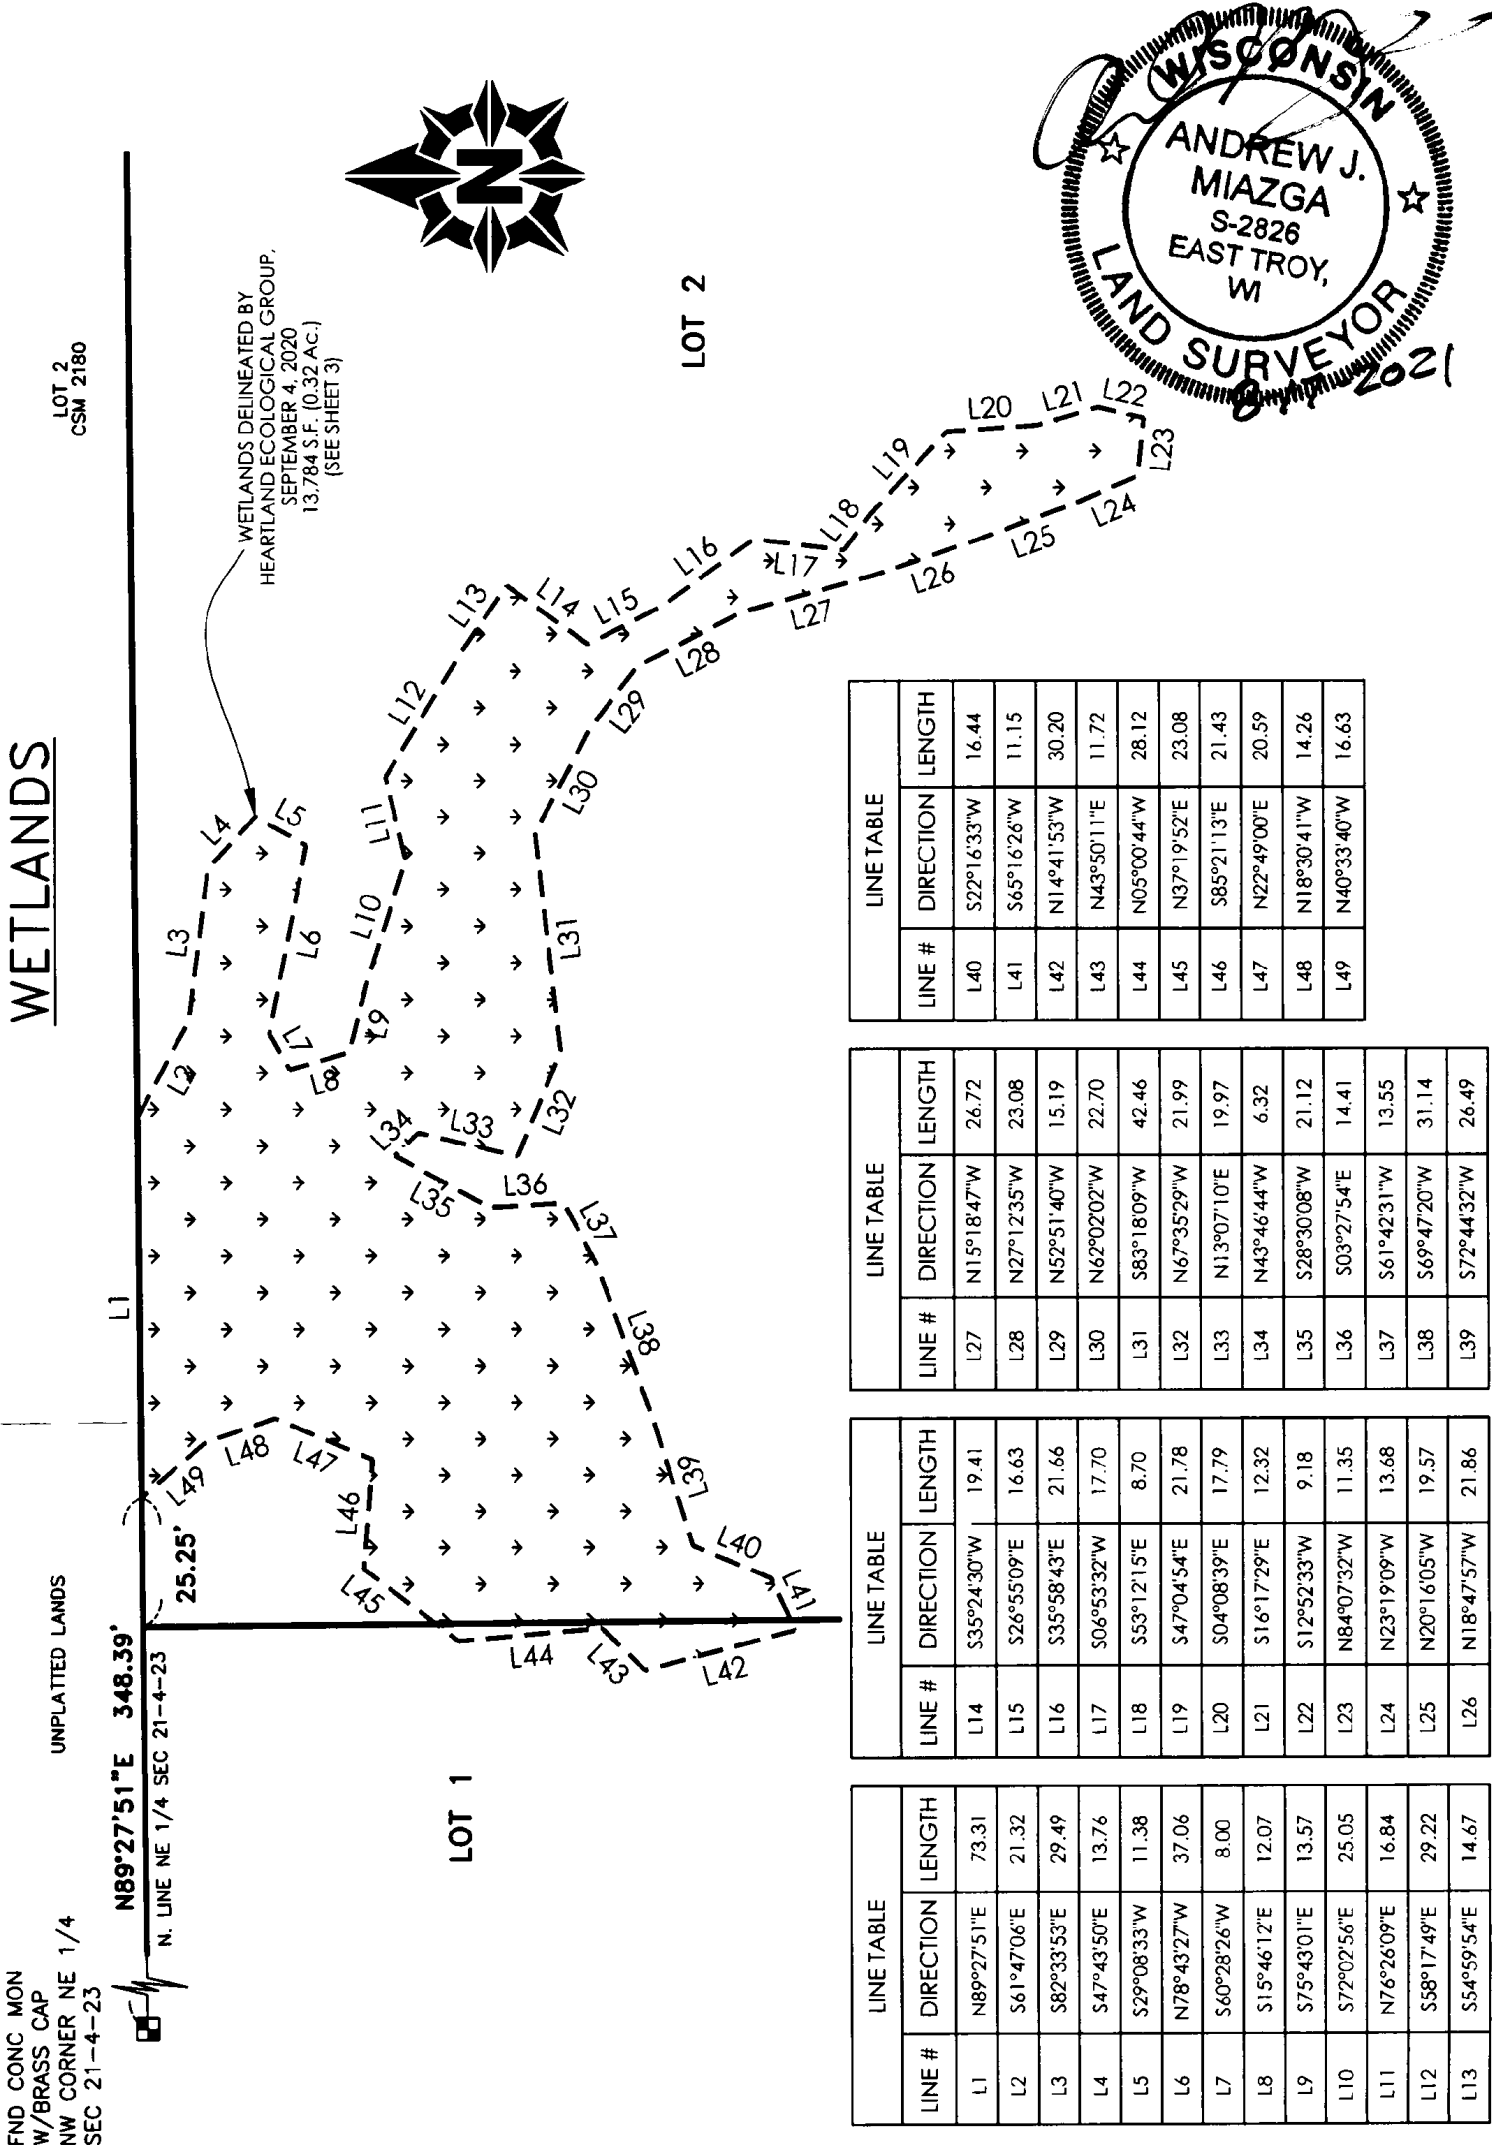 WETLANDS
FND CONC MON
W/BRASS CAP
NW CORNER NE 1/4
SEC 21-4-23
UNPLATTED LANDS
LOT 2
CSM 2180
N89°27'51"E 348.39'
N. LINE NE 1/4 SEC 21-4-23
25.25'
WETLANDS DELINEATED BY
HEARTLAND ECOLOGICAL GROUP,
SEPTEMBER 4, 2020
13,784 S.F. (0.32 Ac.)
(SEE SHEET 3)
N
LOT 1
LOT 2
L1
L2
L3
L4
L5
L6
L7
L8
L9
L10
L11
L12
L13
L14
L15
L16
L17
L18
L19
L20
L21
L22
L23
L24
L25
L26
L27
L28
L29
L30
L31
L32
L33
L34
L35
L36
L37
L38
L39
L40
L41
L42
L43
L44
L45
L46
L47
L48
L49
LINE TABLE
LINE # DIRECTION LENGTH
L1 N89°27'51"E 73.31
L2 S61°47'06"E 21.32
L3 S82°33'53"E 29.49
L4 S47°43'50"E 13.76
L5 S29°08'33"W 11.38
L6 N78°43'27"W 37.06
L7 S60°28'26"W 8.00
L8 S15°46'12"E 12.07
L9 S75°43'01"E 13.57
L10 S72°02'56"E 25.05
L11 N76°26'09"E 16.84
L12 S58°17'49"E 29.22
L13 S54°59'54"E 14.67
LINE TABLE
LINE # DIRECTION LENGTH
L14 S35°24'30"W 19.41
L15 S26°55'09"E 16.63
L16 S35°58'43"E 21.66
L17 S06°53'32"W 17.70
L18 S53°12'15"E 8.70
L19 S47°04'54"E 21.78
L20 S04°08'39"E 17.79
L21 S16°17'29"E 12.32
L22 S12°52'33"W 9.18
L23 N84°07'32"W 11.35
L24 N23°19'09"W 13.68
L25 N20°16'05"W 19.57
L26 N18°47'57"W 21.86
LINE TABLE
LINE # DIRECTION LENGTH
L27 N15°18'47"W 26.72
L28 N27°12'35"W 23.08
L29 N52°51'40"W 15.19
L30 N62°02'02"W 22.70
L31 S83°18'09"W 42.46
L32 N67°35'29"W 21.99
L33 N13°07'10"E 19.97
L34 N43°46'44"W 6.32
L35 S28°30'08"W 21.12
L36 S03°27'54"E 14.41
L37 S61°42'31"W 13.55
L38 S69°47'20"W 31.14
L39 S72°44'32"W 26.49
LINE TABLE
LINE # DIRECTION LENGTH
L40 S22°16'33"W 16.44
L41 S65°16'26"W 11.15
L42 N14°41'53"W 30.20
L43 N43°50'11"E 11.72
L44 N05°00'44"W 28.12
L45 N37°19'52"E 23.08
L46 S85°21'13"E 21.43
L47 N22°49'00"E 20.59
L48 N18°30'41"W 14.26
L49 N40°33'40"W 16.63
WISCONSIN
ANDREW J.
MIAZGA
S-2826
EAST TROY,
WI
LAND SURVEYOR
2021